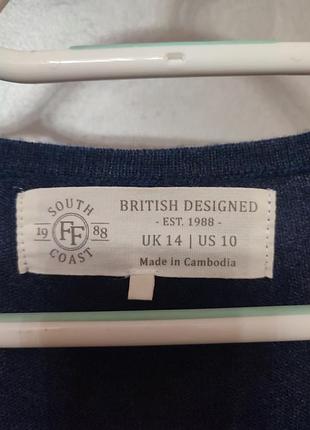 SOUTH
19 FF 88
COAST
BRITISH DESIGNED
- EST. 1988 -
UK 14 | US 10
Made in Cambodia